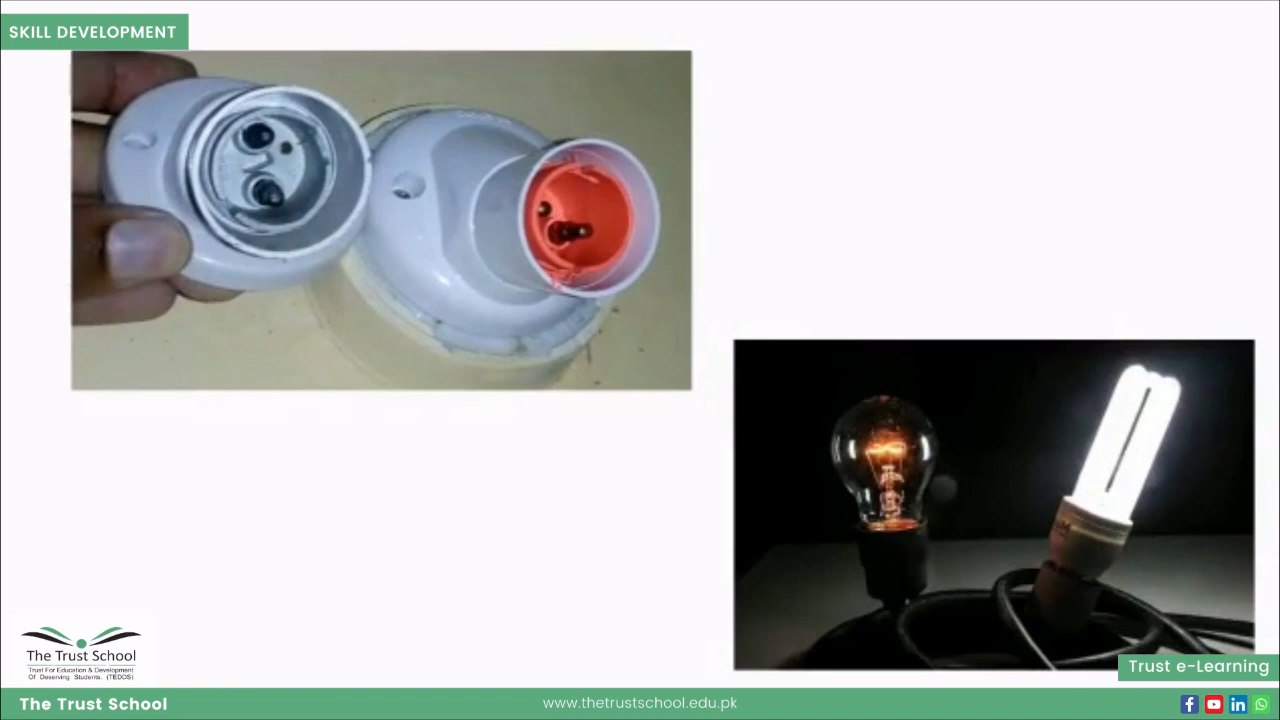 SKILL DEVELOPMENT
The Trust School
Trust For Education & Development
Of Deserving Students. (TEDDS)
Trust e-Learning
The Trust School
www.thetrustschool.edu.pk